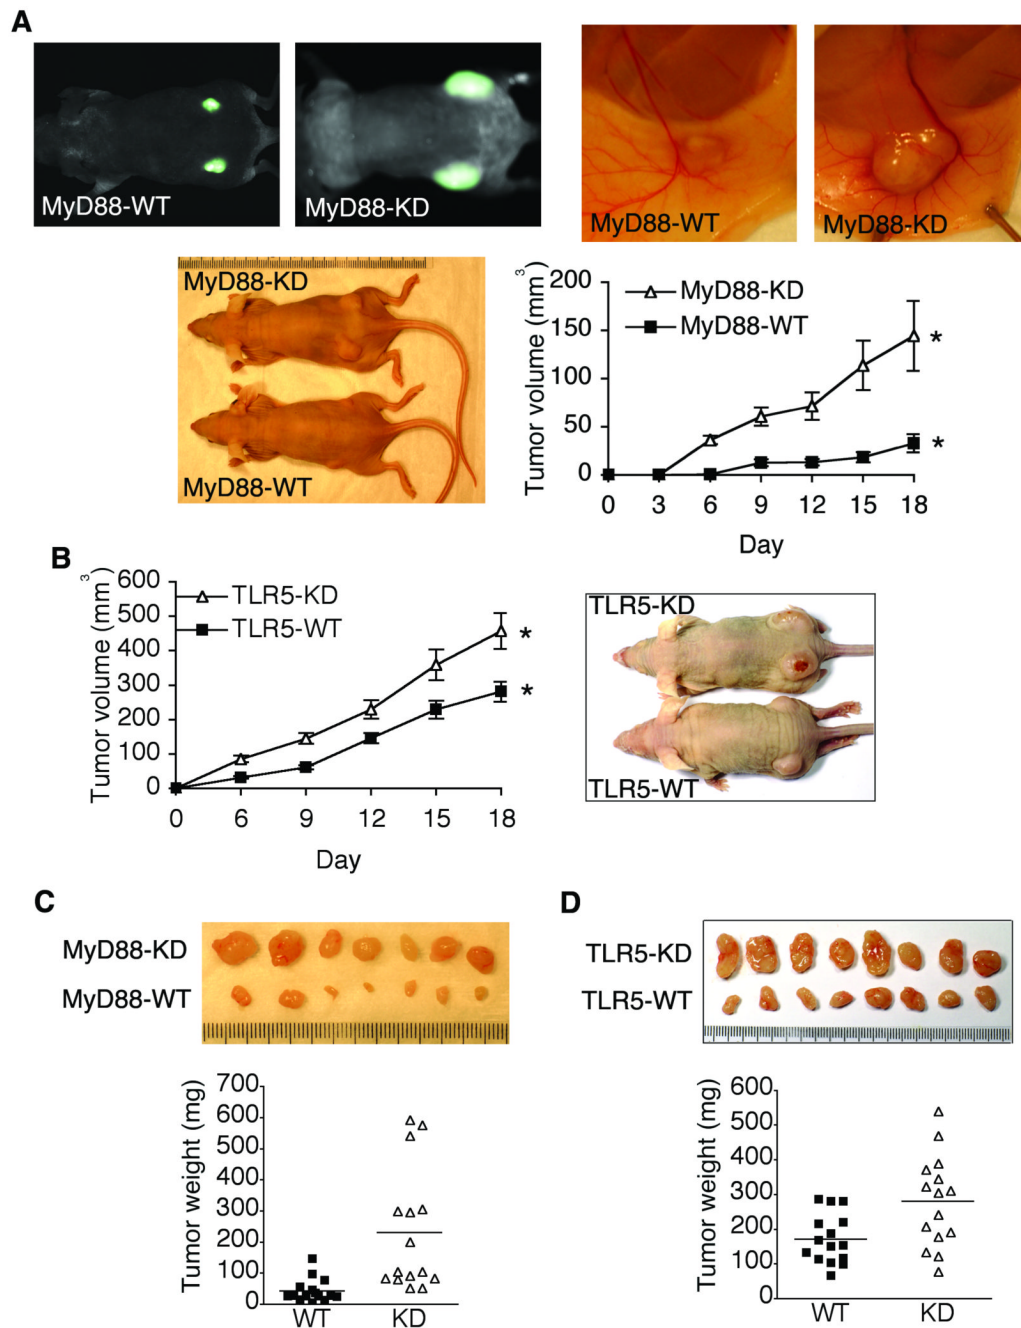 A
MyD88-WT
MyD88-KD
MyD88-WT
MyD88-KD
MyD88-KD
MyD88-WT
Tumor volume (mm³)
200
150
100
50
0
MyD88-KD
MyD88-WT
*
*
0 3 6 9 12 15 18
Day
B
Tumor volume (mm³)
600
500
400
300
200
100
0
TLR5-KD
TLR5-WT
*
*
0 6 9 12 15 18
Day
TLR5-KD
TLR5-WT
C
MyD88-KD
MyD88-WT
Tumor weight (mg)
700
600
500
400
300
200
100
0
WT KD
D
TLR5-KD
TLR5-WT
Tumor weight (mg)
600
500
400
300
200
100
0
WT KD